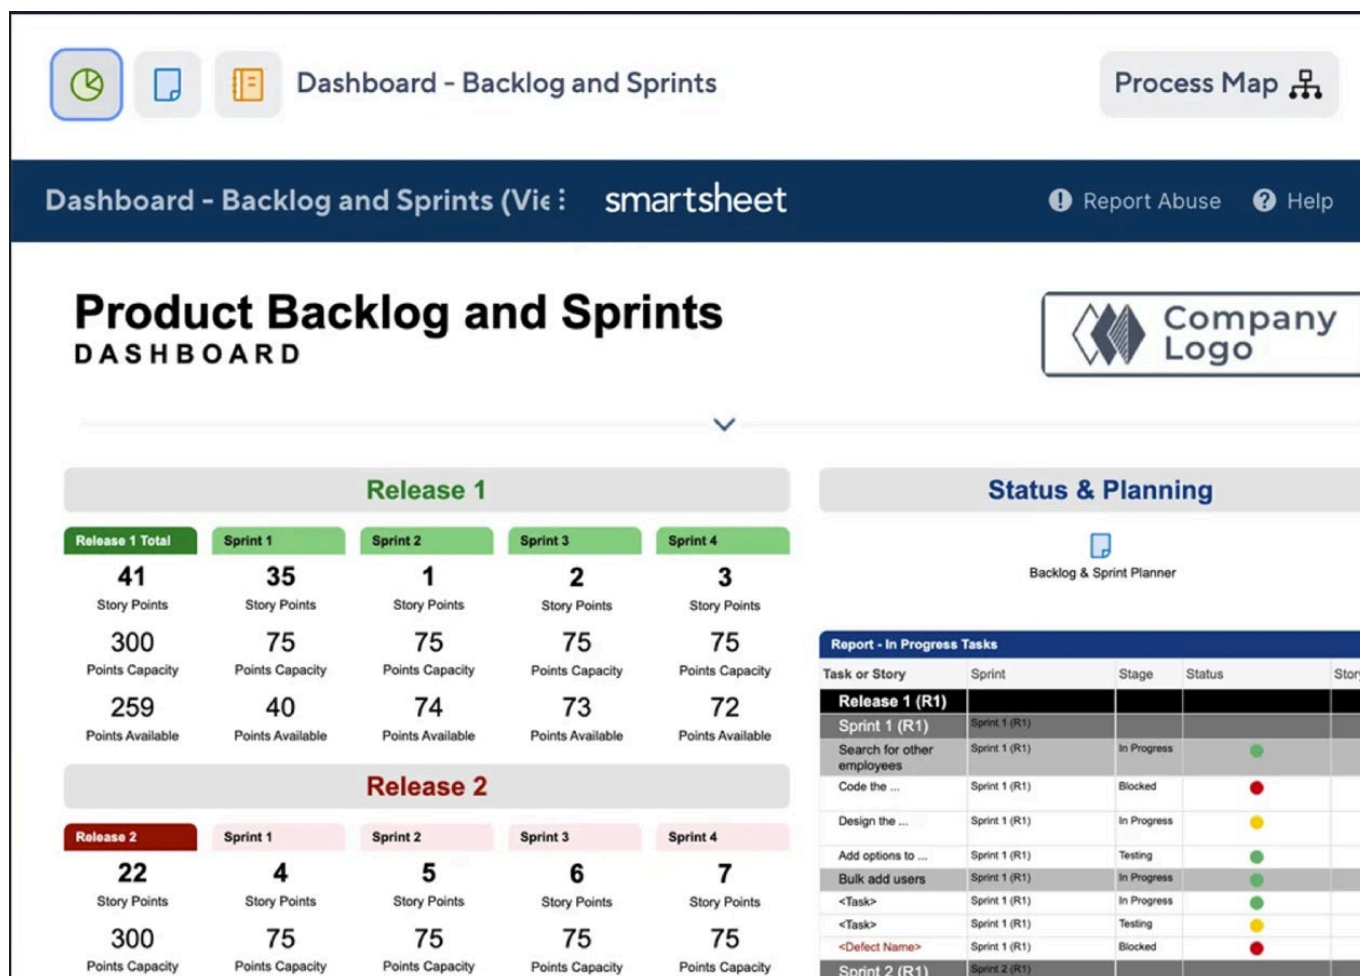 Dashboard - Backlog and Sprints
Process Map
Dashboard - Backlog and Sprints (Vie
smartsheet
Report Abuse
Help
Product Backlog and Sprints
DASHBOARD
Company
Logo
Release 1
Release 1 Total Sprint 1 Sprint 2 Sprint 3 Sprint 4
41 35 1 2 3
Story Points Story Points Story Points Story Points Story Points
300 75 75 75 75
Points Capacity Points Capacity Points Capacity Points Capacity Points Capacity
259 40 74 73 72
Points Available Points Available Points Available Points Available Points Available
Release 2
Release 2 Sprint 1 Sprint 2 Sprint 3 Sprint 4
22 4 5 6 7
Story Points Story Points Story Points Story Points Story Points
300 75 75 75 75
Points Capacity Points Capacity Points Capacity Points Capacity Points Capacity
Status & Planning
Backlog & Sprint Planner
Report - In Progress Tasks
Task or Story Sprint Stage Status Story
Release 1 (R1)
Sprint 1 (R1) Sprint 1 (R1)
Search for other Sprint 1 (R1) In Progress
employees
Code the ... Sprint 1 (R1) Blocked
Design the ... Sprint 1 (R1) In Progress
Add options to ... Sprint 1 (R1) Testing
Bulk add users Sprint 1 (R1) In Progress
<Task> Sprint 1 (R1) In Progress
<Task> Sprint 1 (R1) Testing
<Defect Name> Sprint 1 (R1) Blocked
Sprint 2 (R1) Sprint 2 (R1)